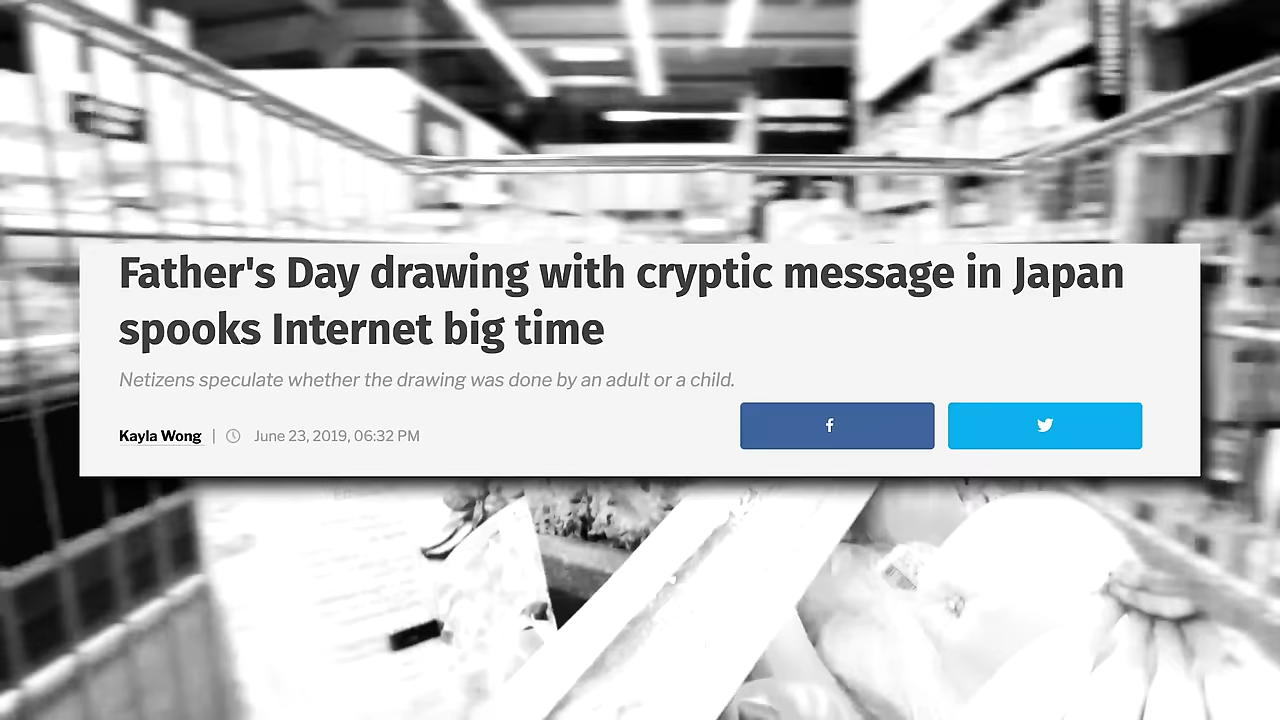 Father's Day drawing with cryptic message in Japan
spooks Internet big time
Netizens speculate whether the drawing was done by an adult or a child.
Kayla Wong | June 23, 2019, 06:32 PM